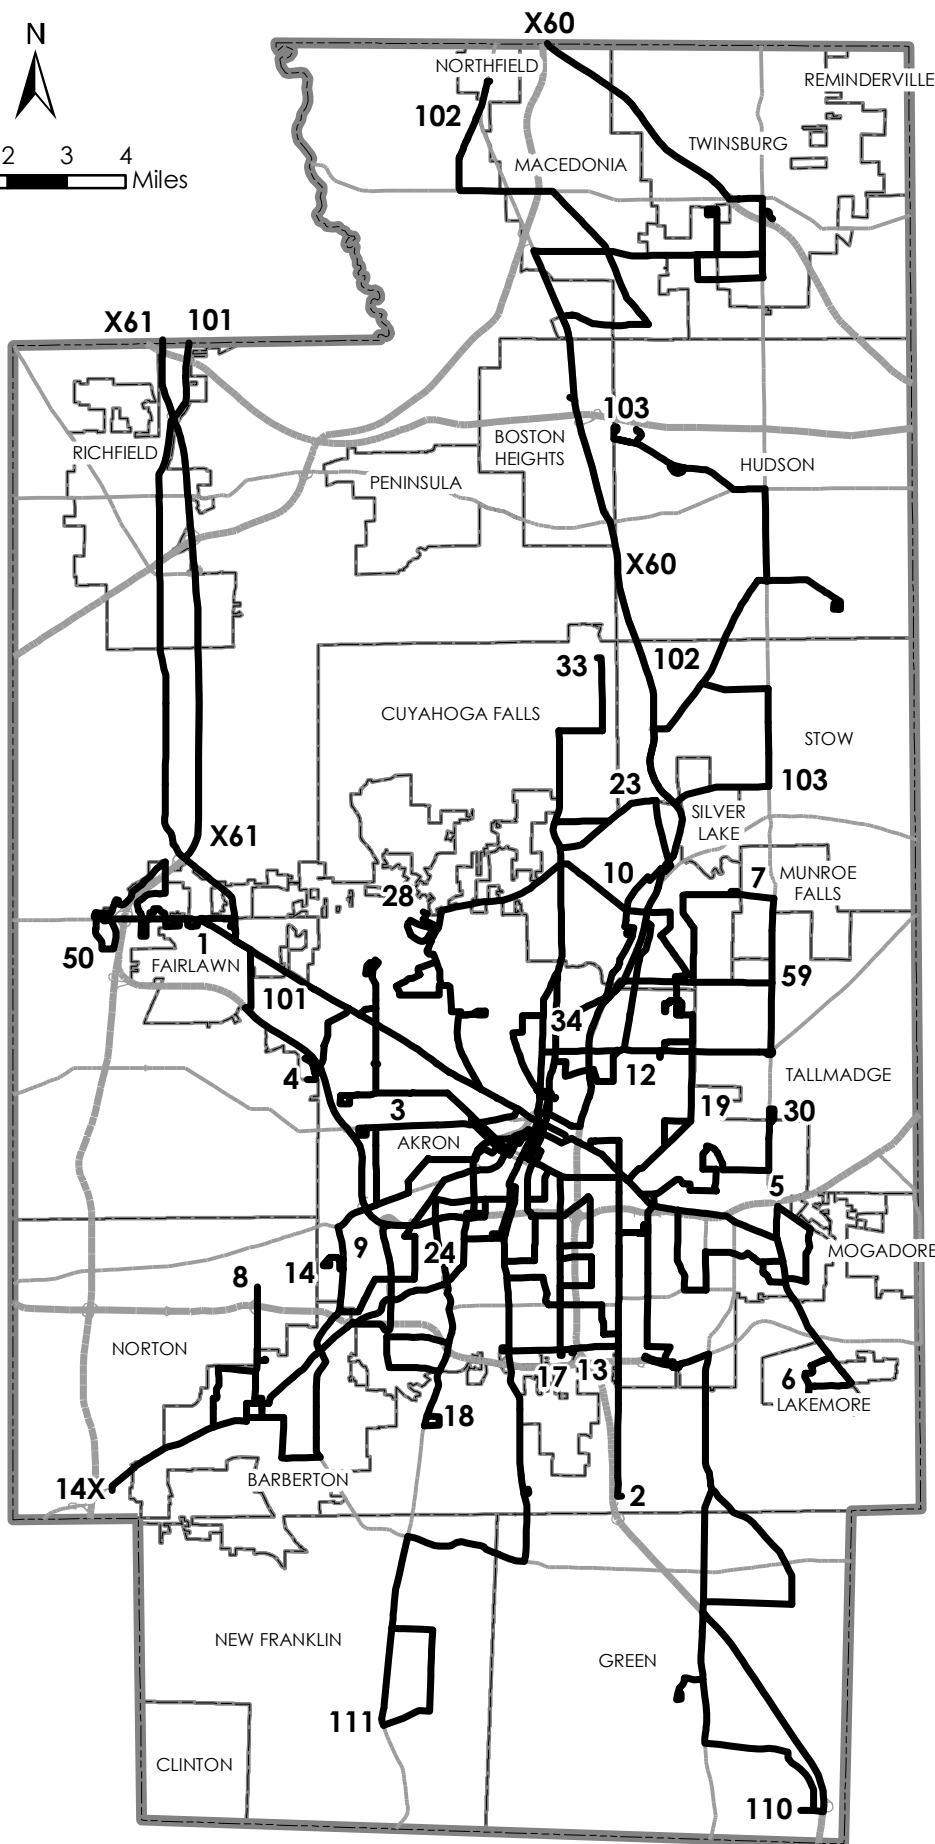 X60
N
NORTHFIELD
REMINDERVILLE
102
TWINSBURG
2 3 4
Miles
MACEDONIA
X61
101
103
RICHFIELD
BOSTON
HEIGHTS
HUDSON
PENINSULA
X60
102
33
CUYAHOGA FALLS
STOW
103
23
SILVER
LAKE
X61
10
7
MUNROE
FALLS
28
1
50
FAIRLAWN
59
101
34
4
12
TALLMADGE
3
19
30
AKRON
5
MOGADORE
9
24
14
8
NORTON
17
13
6
LAKEMORE
18
BARBERTON
14X
2
NEW FRANKLIN
GREEN
111
CLINTON
110